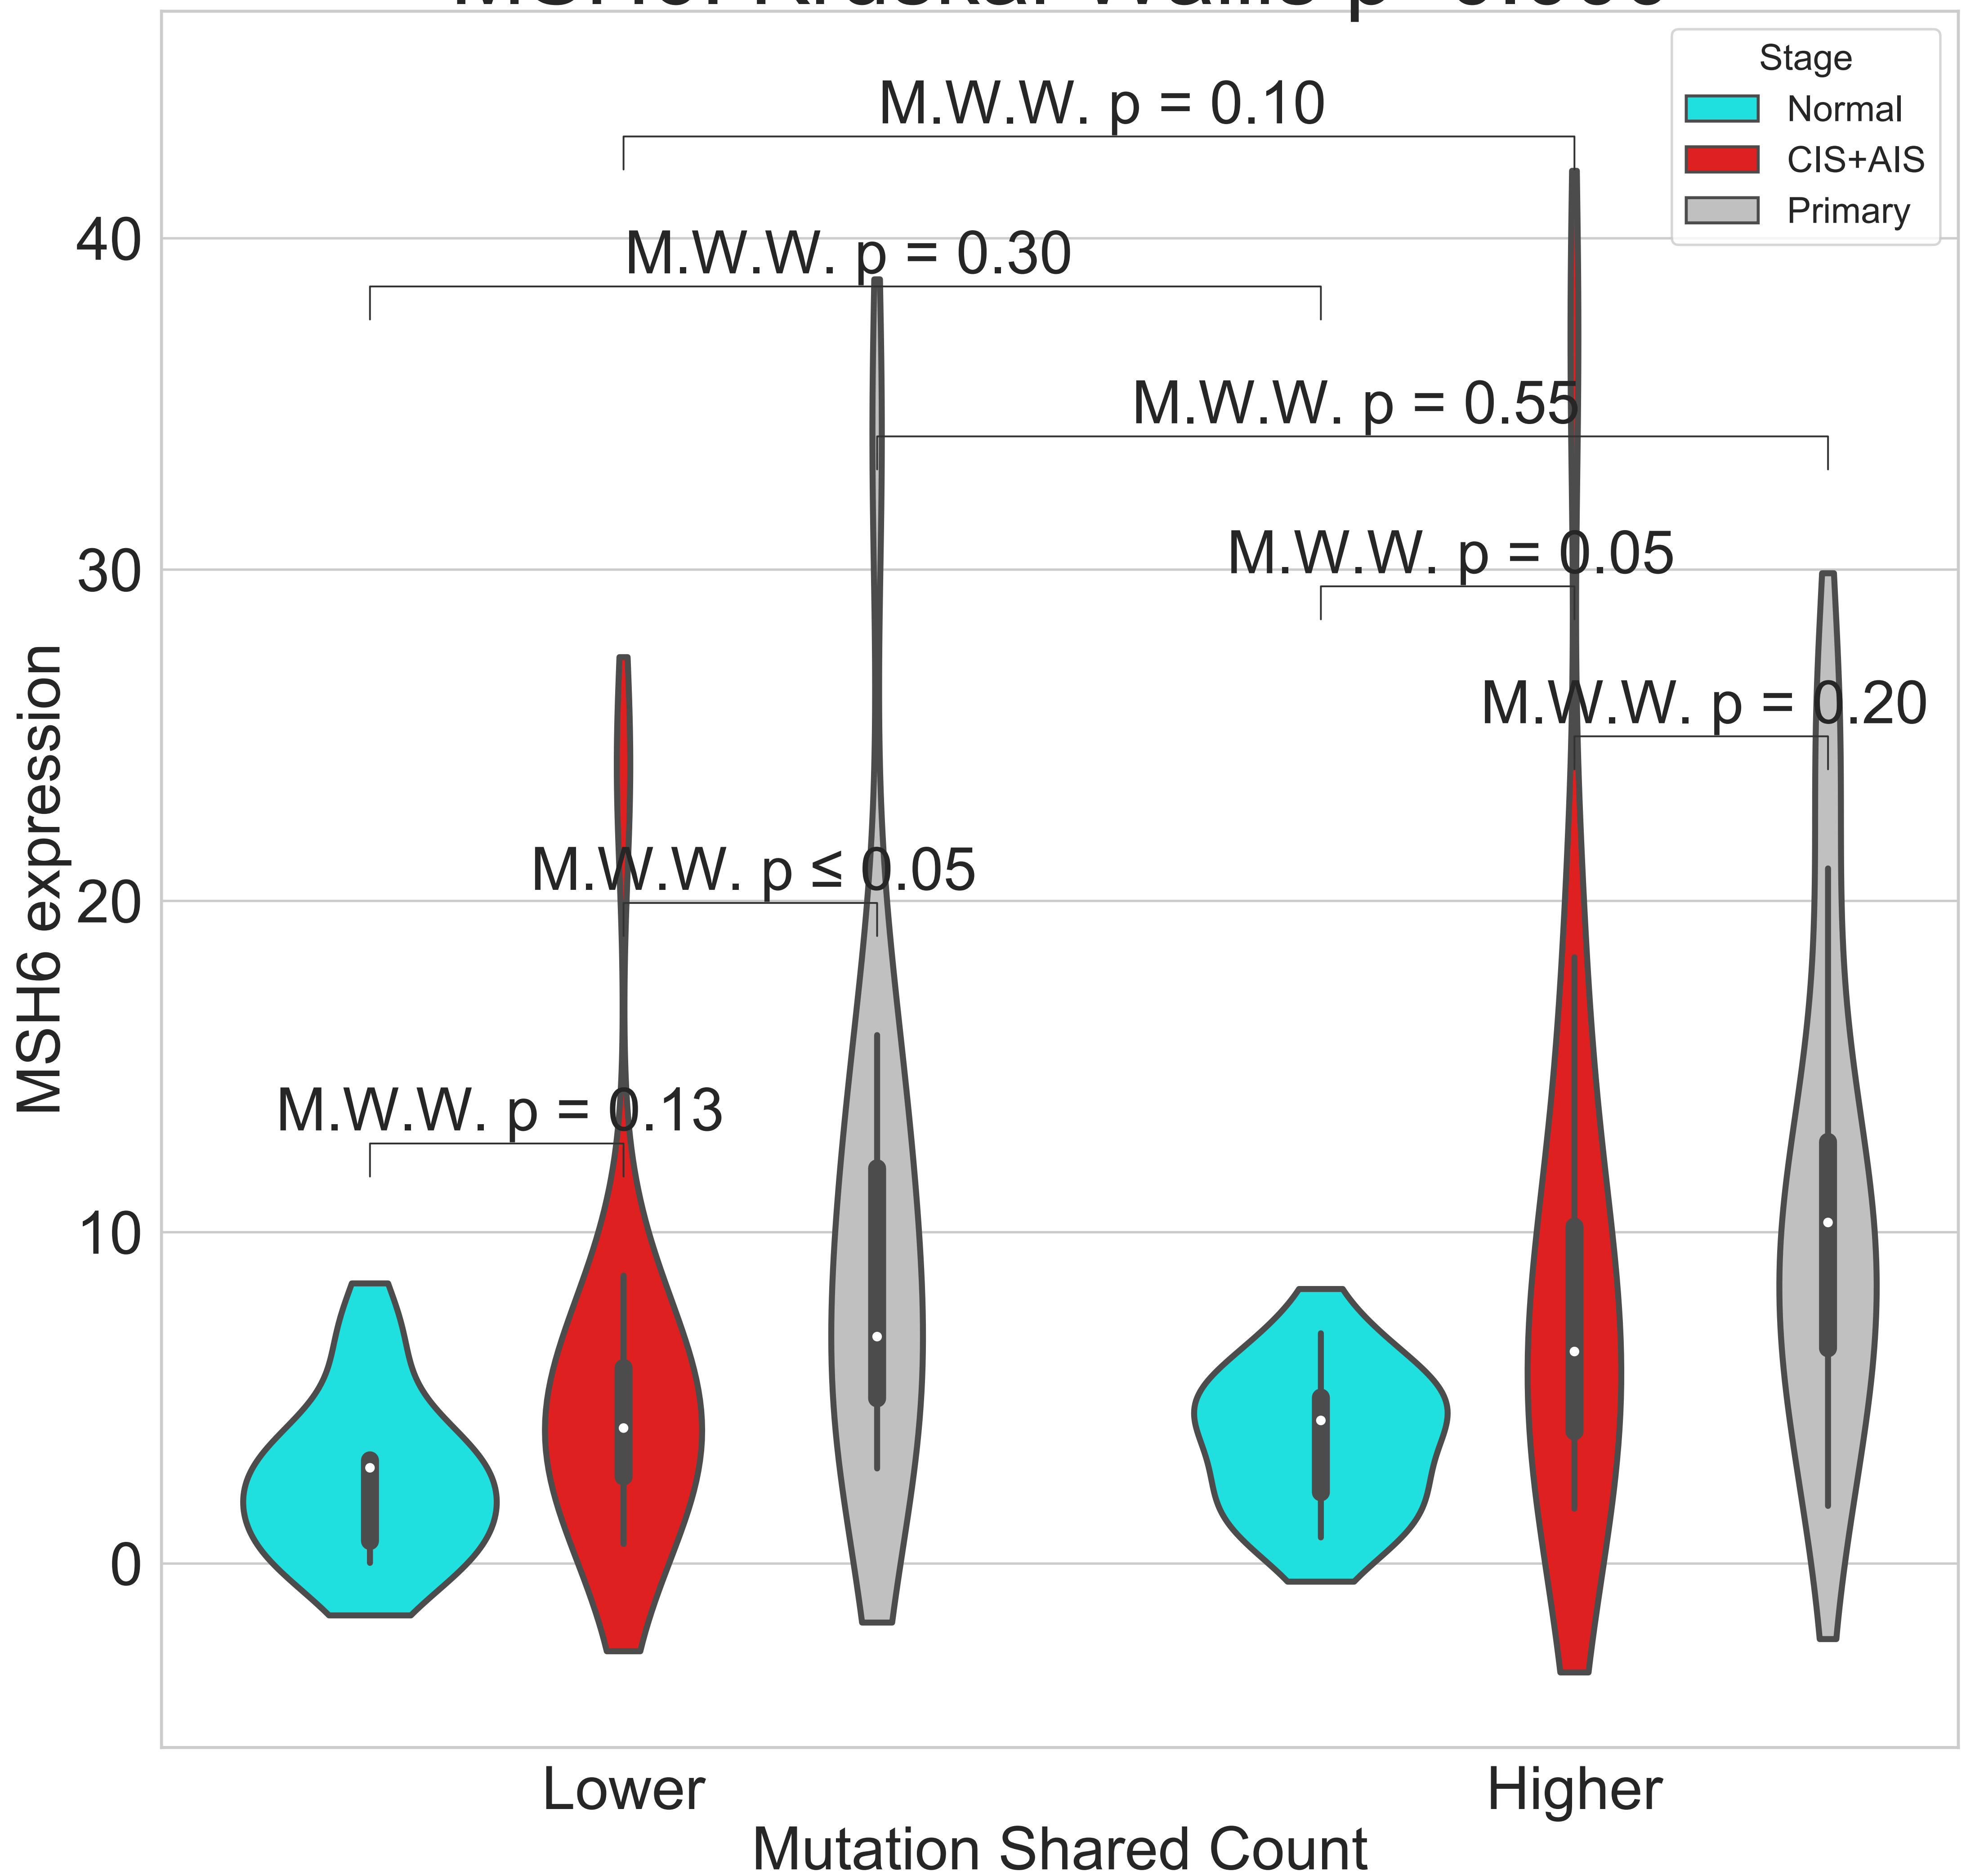 Stage
Normal
CIS+AIS
Primary
M.W.W. p = 0.10
M.W.W. p = 0.30
M.W.W. p = 0.55
M.W.W. p = 0.05
M.W.W. p = 0.20
M.W.W. p ≤ 0.05
M.W.W. p = 0.13
40
30
20
10
0
MSH6 expression
Lower
Higher
Mutation Shared Count